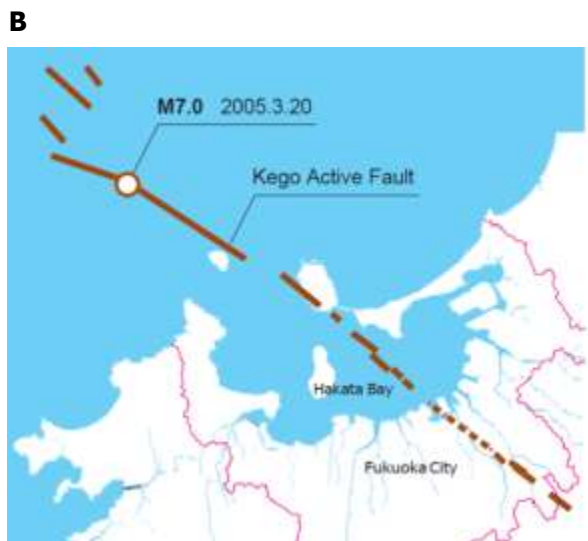 B
M7.0 2005.3.20
Kego Active Fault
Hakata Bay
Fukuoka City